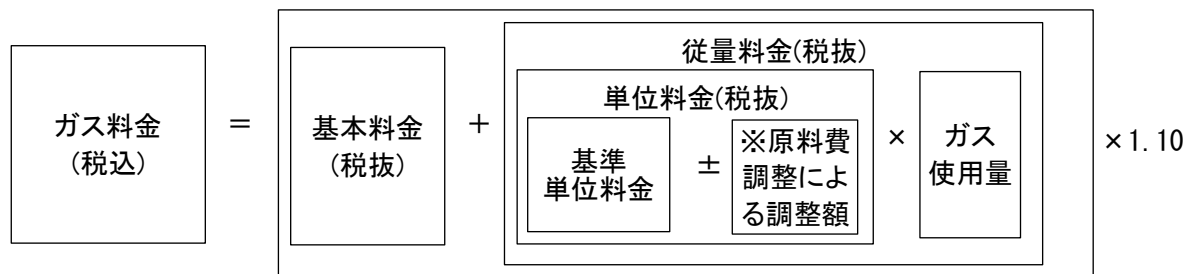 従量料金(税抜)
単位料金(税抜)
ガス料金
(税込)
＝
基本料金
(税抜)
＋
基準
単位料金
±
※原料費
調整によ
る調整額
×
ガス
使用量
×1.10